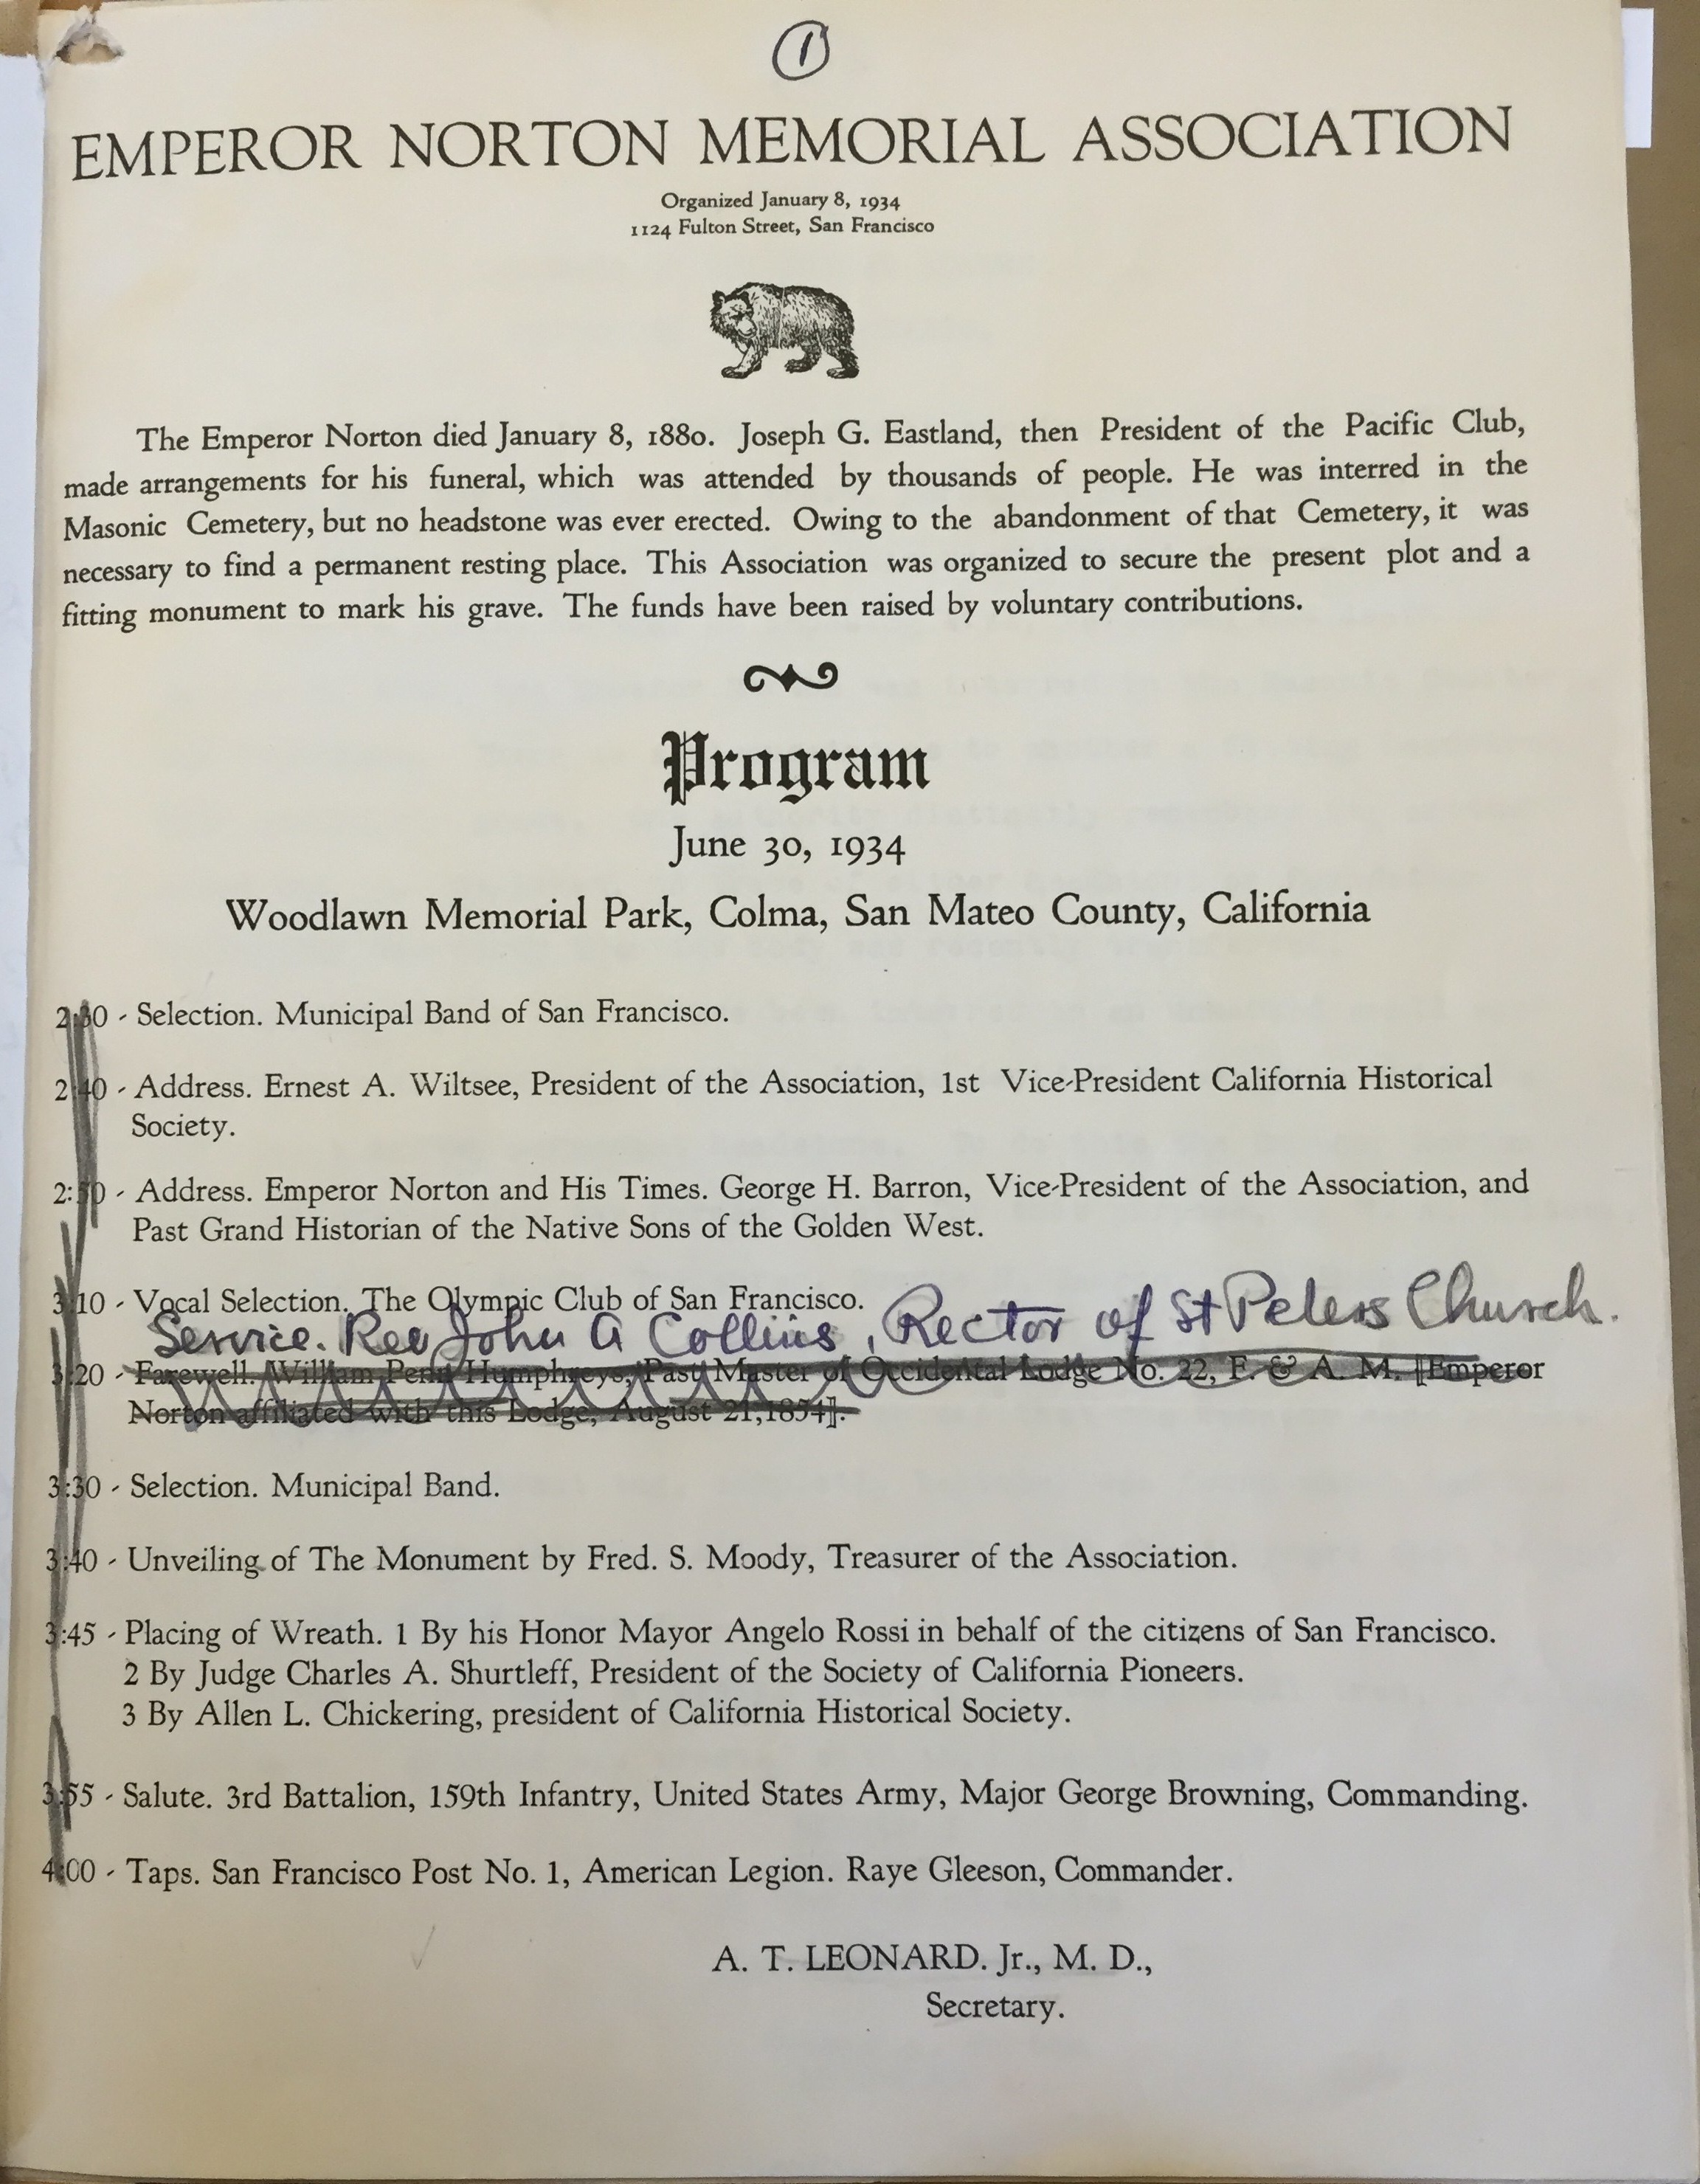 1
EMPEROR NORTON MEMORIAL ASSOCIATION
Organized January 8, 1934
1124 Fulton Street, San Francisco
The Emperor Norton died January 8, 1880. Joseph G. Eastland, then President of the Pacific Club,
made arrangements for his funeral, which was attended by thousands of people. He was interred in the
Masonic Cemetery, but no headstone was ever erected. Owing to the abandonment of that Cemetery, it was
necessary to find a permanent resting place. This Association was organized to secure the present plot and a
fitting monument to mark his grave. The funds have been raised by voluntary contributions.
Program
June 30, 1934
Woodlawn Memorial Park, Colma, San Mateo County, California
2:30 - Selection. Municipal Band of San Francisco.
2:40 - Address. Ernest A. Wiltsee, President of the Association, 1st Vice-President California Historical
Society.
2:50 - Address. Emperor Norton and His Times. George H. Barron, Vice-President of the Association, and
Past Grand Historian of the Native Sons of the Golden West.
3:10 - Vocal Selection. The Olympic Club of San Francisco.
Service. Rev John A Collins, Rector of St Peters Church.
3:20 - Farewell. William Penn Humphreys, Past Master of Occidental Lodge No. 22, F. & A. M. [Emperor
Norton affiliated with this Lodge, August 21, 1854].
3:30 - Selection. Municipal Band.
3:40 - Unveiling of The Monument by Fred. S. Moody, Treasurer of the Association.
3:45 - Placing of Wreath. 1 By his Honor Mayor Angelo Rossi in behalf of the citizens of San Francisco.
2 By Judge Charles A. Shurtleff, President of the Society of California Pioneers.
3 By Allen L. Chickering, president of California Historical Society.
3:55 - Salute. 3rd Battalion, 159th Infantry, United States Army, Major George Browning, Commanding.
4:00 - Taps. San Francisco Post No. 1, American Legion. Raye Gleeson, Commander.
A. T. LEONARD. Jr., M. D.,
Secretary.